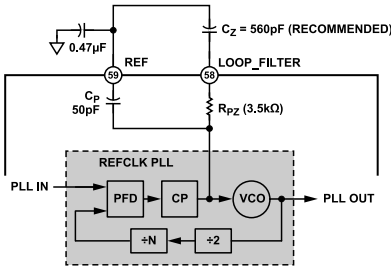 C_Z = 560pF (RECOMMENDED)
0.47µF
REF
LOOP_FILTER
59
58
C_P
50pF
R_PZ (3.5kΩ)
REFCLK PLL
PLL IN
PFD
CP
VCO
PLL OUT
÷N
÷2